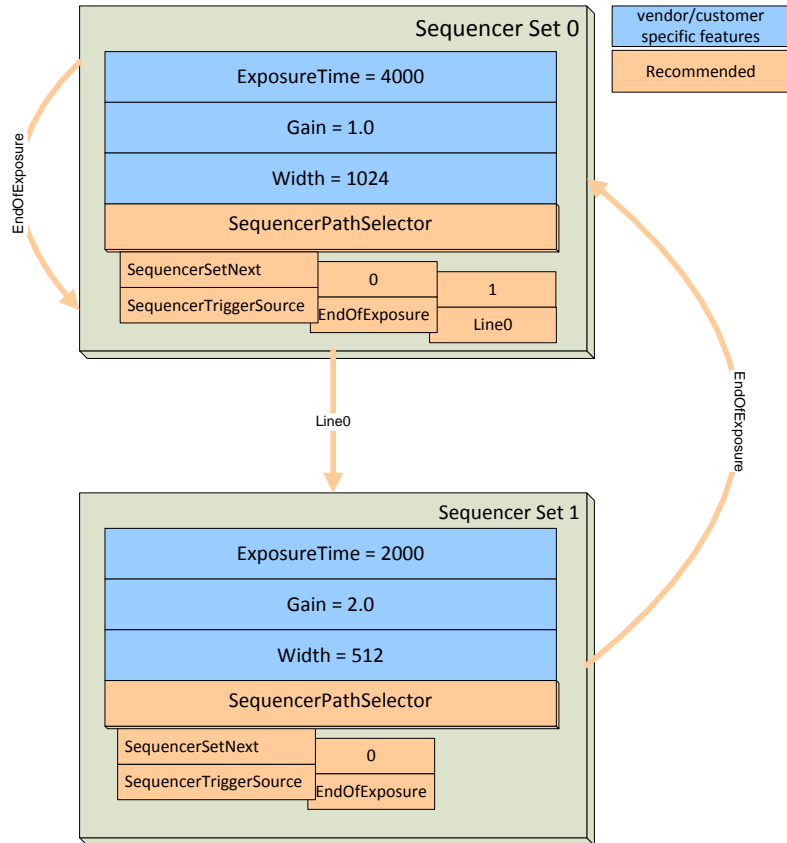 Sequencer Set 0
vendor/customer
specific features
Recommended
ExposureTime = 4000
Gain = 1.0
Width = 1024
SequencerPathSelector
SequencerSetNext
0
1
SequencerTriggerSource
EndOfExposure
Line0
EndOfExposure
Line0
EndOfExposure
Sequencer Set 1
ExposureTime = 2000
Gain = 2.0
Width = 512
SequencerPathSelector
SequencerSetNext
0
SequencerTriggerSource
EndOfExposure